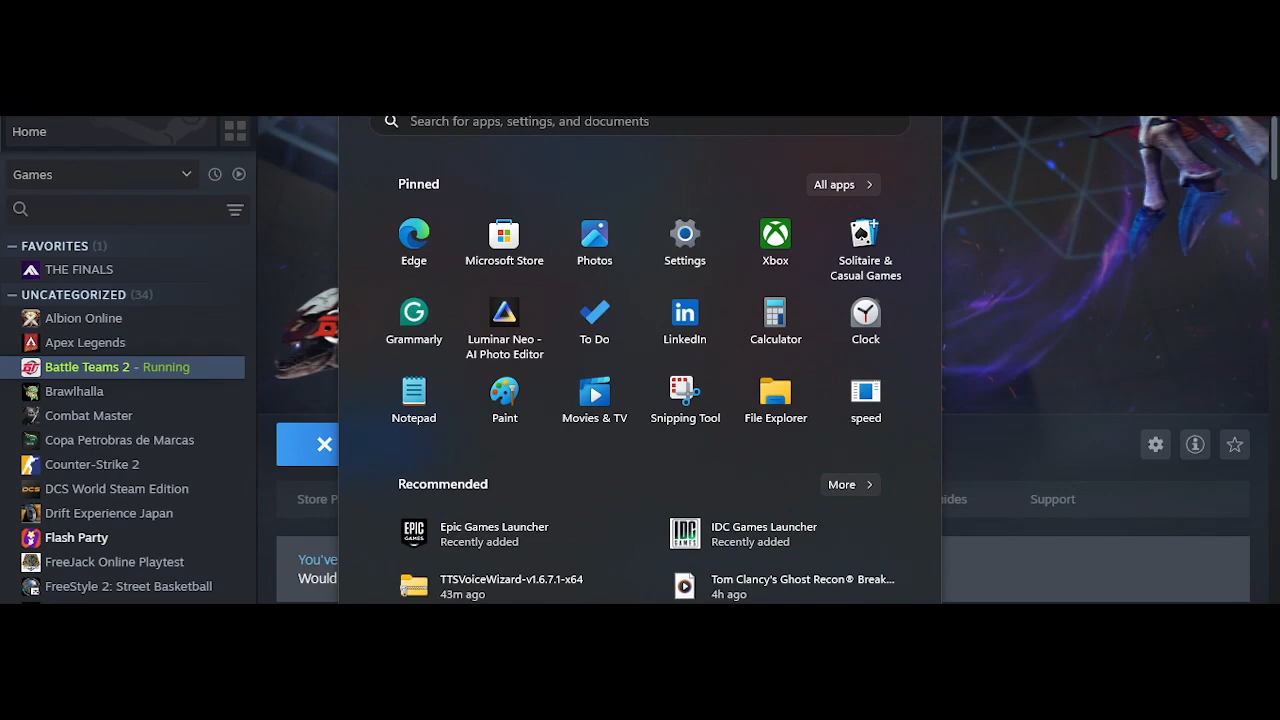 Home
Games
FAVORITES (1)
THE FINALS
UNCATEGORIZED (34)
Albion Online
Apex Legends
Battle Teams 2 - Running
Brawlhalla
Combat Master
Copa Petrobras de Marcas
Counter-Strike 2
DCS World Steam Edition
Drift Experience Japan
Flash Party
FreeJack Online Playtest
FreeStyle 2: Street Basketball
Search for apps, settings, and documents
Pinned
All apps
Edge
Microsoft Store
Photos
Settings
Xbox
Solitaire &
Casual Games
Grammarly
Luminar Neo -
AI Photo Editor
To Do
LinkedIn
Calculator
Clock
Notepad
Paint
Movies & TV
Snipping Tool
File Explorer
speed
Recommended
More
EPIC
GAMES
Epic Games Launcher
Recently added
IDC
GAMES
IDC Games Launcher
Recently added
TTSVoiceWizard-v1.6.7.1-x64
43m ago
Tom Clancy's Ghost Recon® Break...
4h ago
Store P
ides
Support
You've
Would